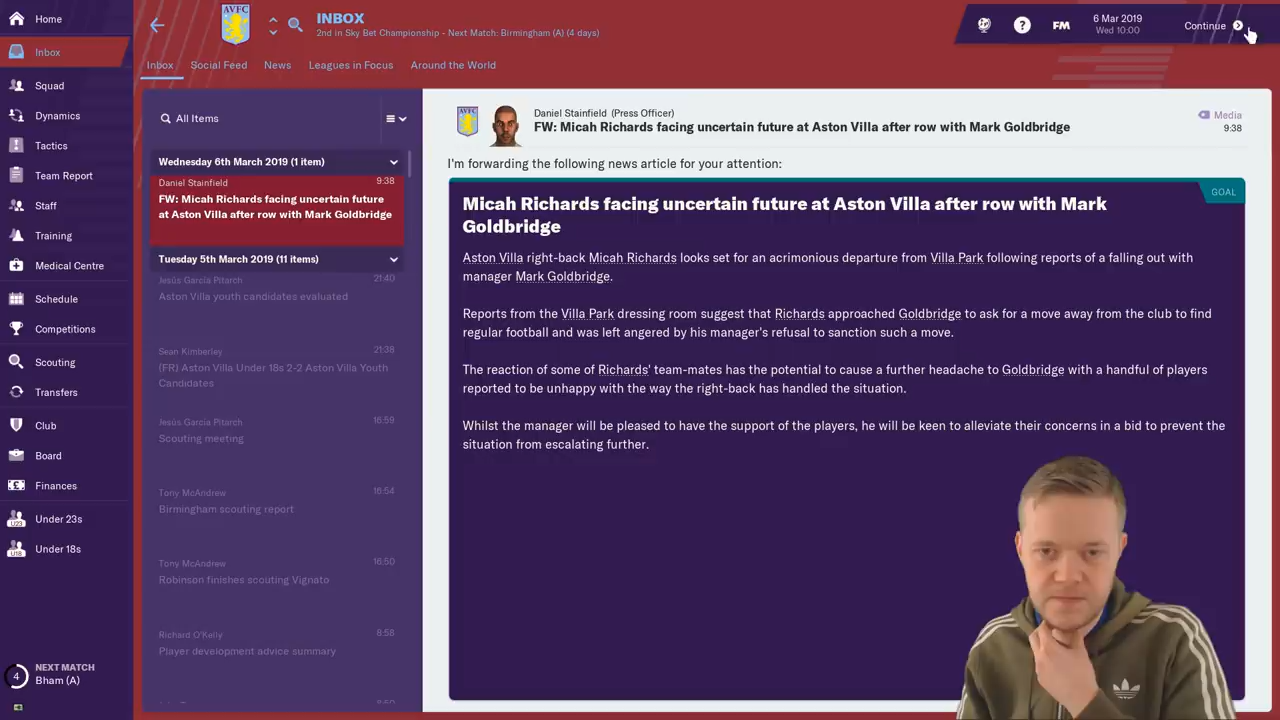 Home
Inbox
Squad
Dynamics
Tactics
Team Report
Staff
Training
Medical Centre
Schedule
Competitions
Scouting
Transfers
Club
Board
Finances
U23
Under 23s
U18
Under 18s
4
NEXT MATCH
Bham (A)
AVFC
INBOX
2nd in Sky Bet Championship - Next Match: Birmingham (A) (4 days)
?
FM
6 Mar 2019
Wed 10:00
Continue
Inbox
Social Feed
News
Leagues in Focus
Around the World
All Items
Wednesday 6th March 2019 (1 item)
Daniel Stainfield
9:38
FW: Micah Richards facing uncertain future
at Aston Villa after row with Mark Goldbridge
Tuesday 5th March 2019 (11 items)
Jesús García Pitarch
21:40
Aston Villa youth candidates evaluated
Sean Kimberley
21:38
(FR) Aston Villa Under 18s 2-2 Aston Villa Youth
Candidates
Jesús García Pitarch
16:59
Scouting meeting
Tony McAndrew
16:54
Birmingham scouting report
Tony McAndrew
16:50
Robinson finishes scouting Vignato
Richard O'Kelly
8:58
Player development advice summary
AVFC
Daniel Stainfield (Press Officer)
FW: Micah Richards facing uncertain future at Aston Villa after row with Mark Goldbridge
Media
9:38
I'm forwarding the following news article for your attention:
GOAL
Micah Richards facing uncertain future at Aston Villa after row with Mark
Goldbridge
Aston Villa right-back Micah Richards looks set for an acrimonious departure from Villa Park following reports of a falling out with
manager Mark Goldbridge.
Reports from the Villa Park dressing room suggest that Richards approached Goldbridge to ask for a move away from the club to find
regular football and was left angered by his manager's refusal to sanction such a move.
The reaction of some of Richards' team-mates has the potential to cause a further headache to Goldbridge with a handful of players
reported to be unhappy with the way the right-back has handled the situation.
Whilst the manager will be pleased to have the support of the players, he will be keen to alleviate their concerns in a bid to prevent the
situation from escalating further.